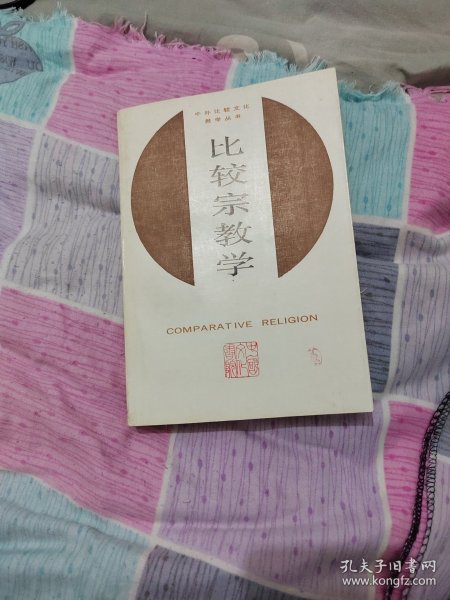 中外比较文化
教学丛书
比较宗教学
COMPARATIVE RELIGION
孔夫子旧书网
www.kongfz.com